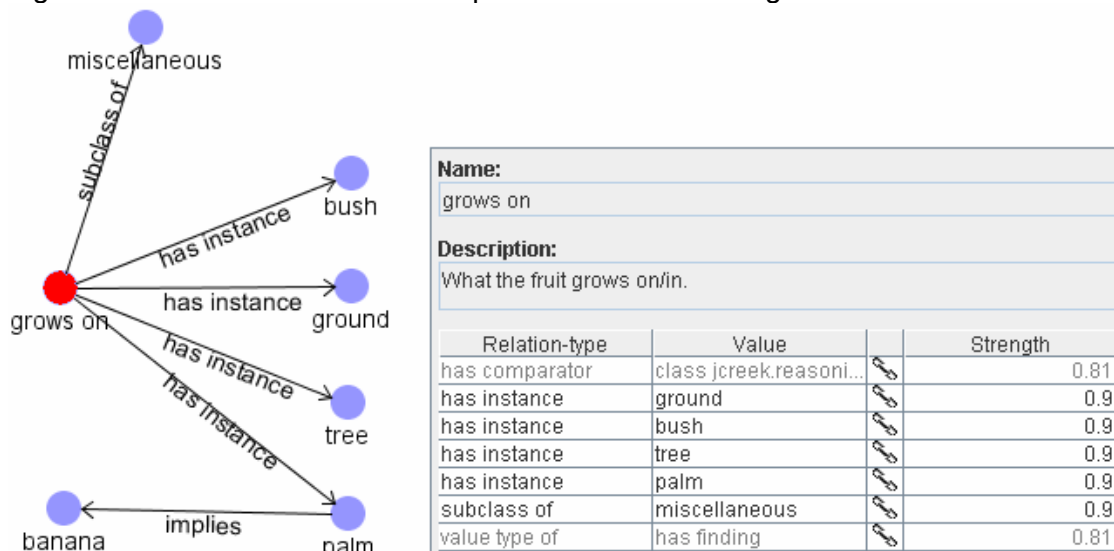 miscellaneous
subclass of
bush
has instance
has instance
ground
grows on
has instance
tree
has instance
implies
banana
palm
Name:
grows on
Description:
What the fruit grows on/in.
Relation-type Value Strength
has comparator class jcreek.reasoni... 0.81
has instance ground 0.9
has instance bush 0.9
has instance tree 0.9
has instance palm 0.9
subclass of miscellaneous 0.9
value type of has finding 0.81